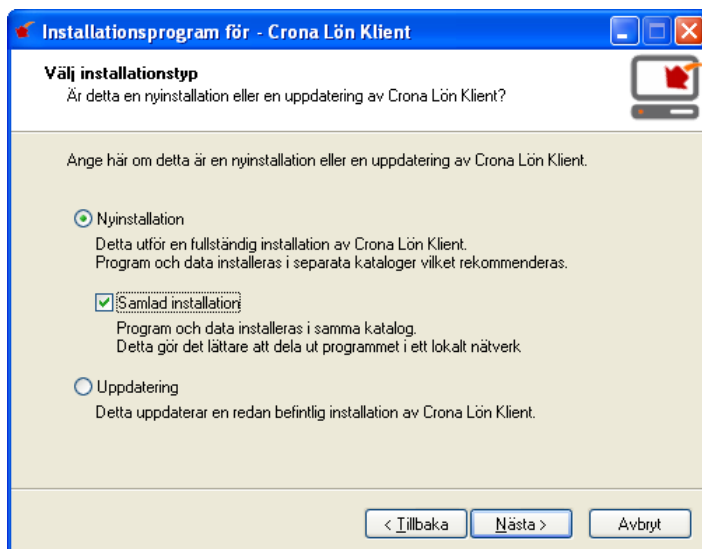 Installationsprogram för - Crona Lön Klient
Välj installationstyp
Är detta en nyinstallation eller en uppdatering av Crona Lön Klient?
Ange här om detta är en nyinstallation eller en uppdatering av Crona Lön Klient.
Nyinstallation
Detta utför en fullständig installation av Crona Lön Klient.
Program och data installeras i separata kataloger vilket rekommenderas.
Samlad installation
Program och data installeras i samma katalog.
Detta gör det lättare att dela ut programmet i ett lokalt nätverk
Uppdatering
Detta uppdaterar en redan befintlig installation av Crona Lön Klient.
< Tillbaka Nästa > Avbryt